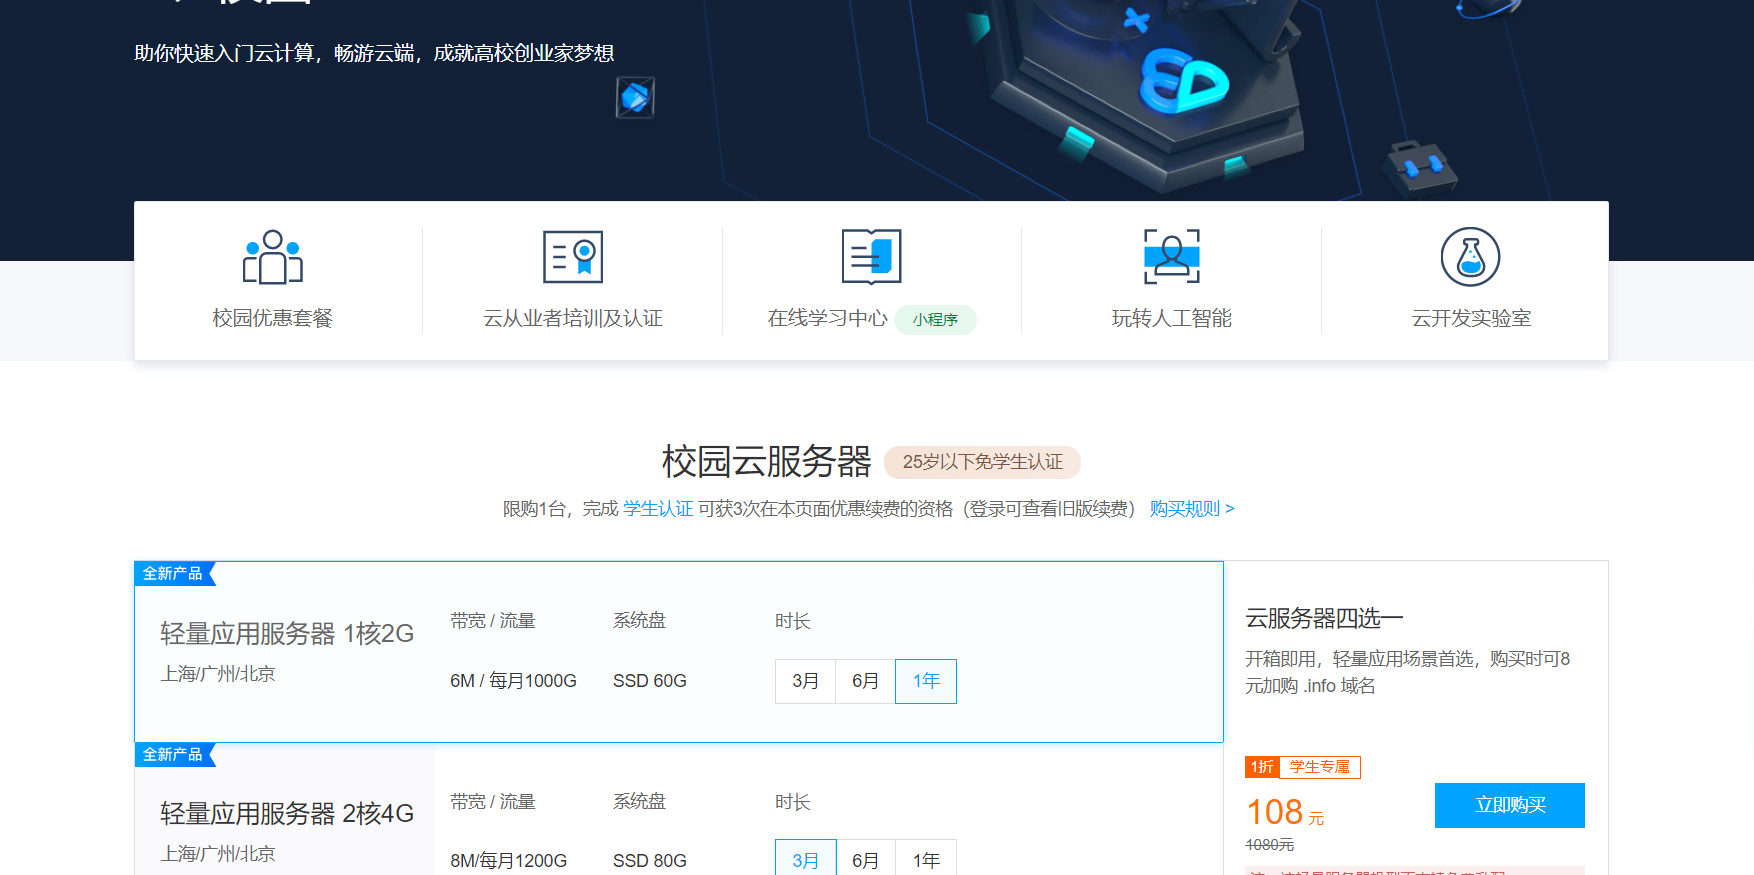 助你快速入门云计算，畅游云端，成就高校创业家梦想
校园优惠套餐
云从业者培训及认证
在线学习中心 小程序
玩转人工智能
云开发实验室
校园云服务器 25岁以下免学生认证
限购1台，完成 学生认证 可获3次在本页面优惠续费的资格（登录可查看旧版续费） 购买规则 >
全新产品
轻量应用服务器 1核2G
上海/广州/北京
带宽 / 流量 系统盘 时长
6M / 每月1000G SSD 60G 3月 6月 1年
全新产品
轻量应用服务器 2核4G
上海/广州/北京
带宽 / 流量 系统盘 时长
8M/每月1200G SSD 80G 3月 6月 1年
云服务器四选一
开箱即用，轻量应用场景首选，购买时可8
元加购 .info 域名
1折 学生专属
108 元
1080元
立即购买